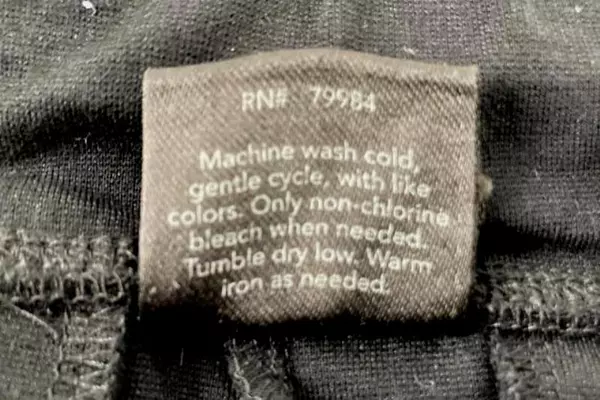 RN# 79984
Machine wash cold,
gentle cycle, with like
colors. Only non-chlorine
bleach when needed.
Tumble dry low. Warm
iron as needed.